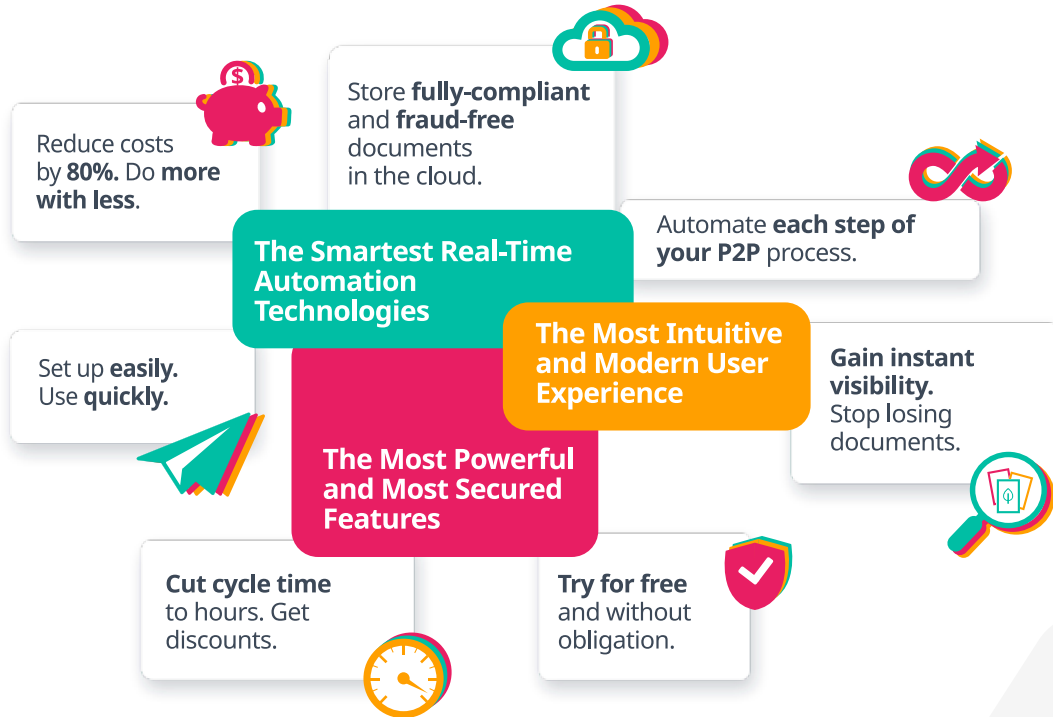 $
Reduce costs
by 80%. Do more
with less.
Store fully-compliant
and fraud-free
documents
in the cloud.
Automate each step of
your P2P process.
The Smartest Real-Time
Automation
Technologies
The Most Intuitive
and Modern User
Experience
Set up easily.
Use quickly.
Gain instant
visibility.
Stop losing
documents.
The Most Powerful
and Most Secured
Features
Cut cycle time
to hours. Get
discounts.
Try for free
and without
obligation.